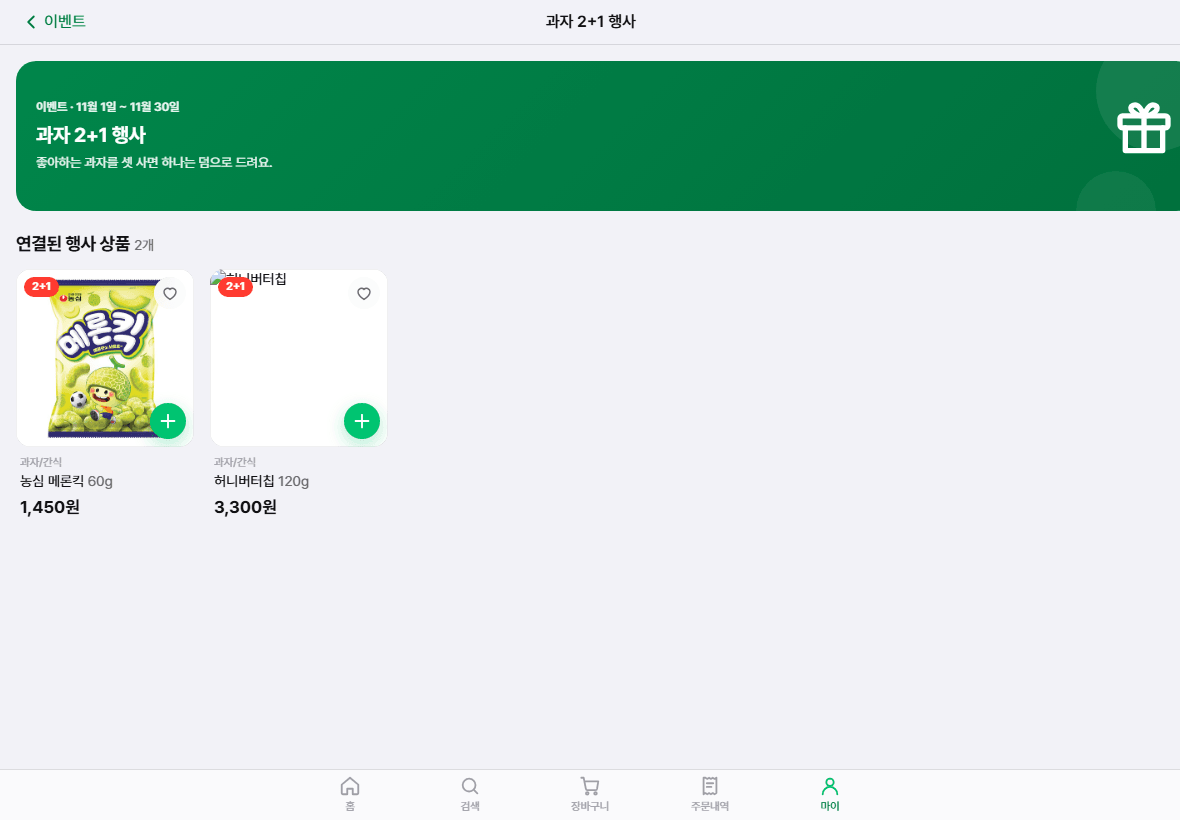 이벤트
과자 2+1 행사
이벤트 · 11월 1일 ~ 11월 30일
과자 2+1 행사
좋아하는 과자를 셋 사면 하나는 덤으로 드려요.
연결된 행사 상품 2개
2+1
농심
메론킥
2+1
허니버터칩
과자/간식
농심 메론킥 60g
1,450원
과자/간식
허니버터칩 120g
3,300원
홈
검색
장바구니
주문내역
마이